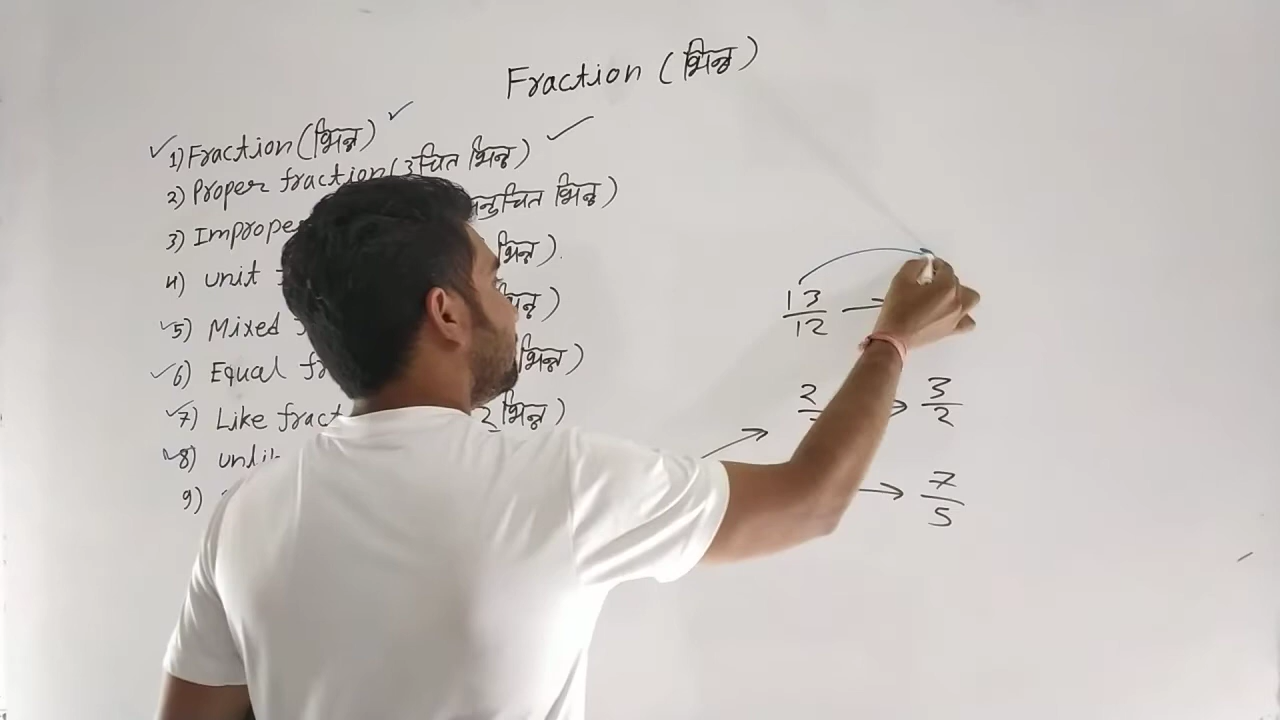 Fraction (भिन्न)
1) Fraction (भिन्न)
2) Proper fraction (उचित भिन्न)
3) Improper अनुचित भिन्न)
4) unit भिन्न).
5) Mixed भिन्न)
6) Equal भिन्न)
7) Like fract भिन्न)
8) unli
9)
13/12 →
2 → 3/2
→ 7/5